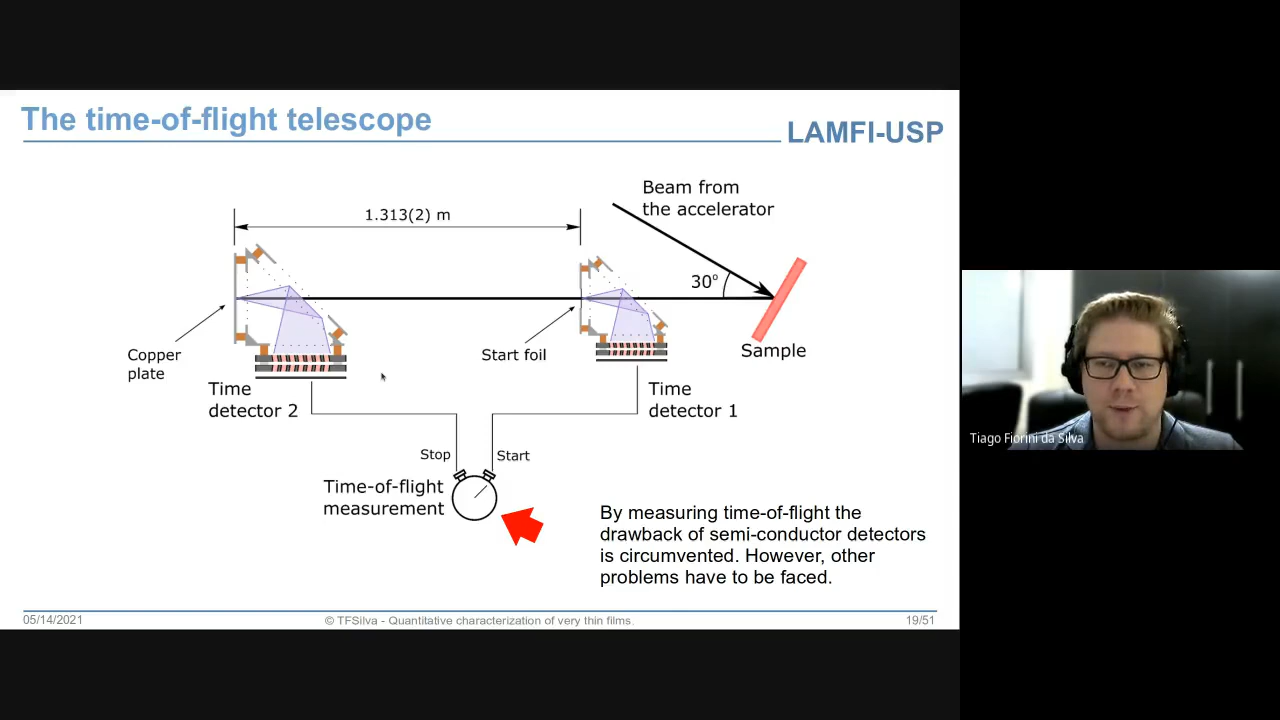 The time-of-flight telescope
LAMFI-USP
Beam from
the accelerator
1.313(2) m
30°
Copper
plate
Start foil
Sample
Time
detector 2
Time
detector 1
Stop
Start
Time-of-flight
measurement
By measuring time-of-flight the
drawback of semi-conductor detectors
is circumvented. However, other
problems have to be faced.
05/14/2021
© TFSilva - Quantitative characterization of very thin films.
19/51
Tiago Fiorini da Silva